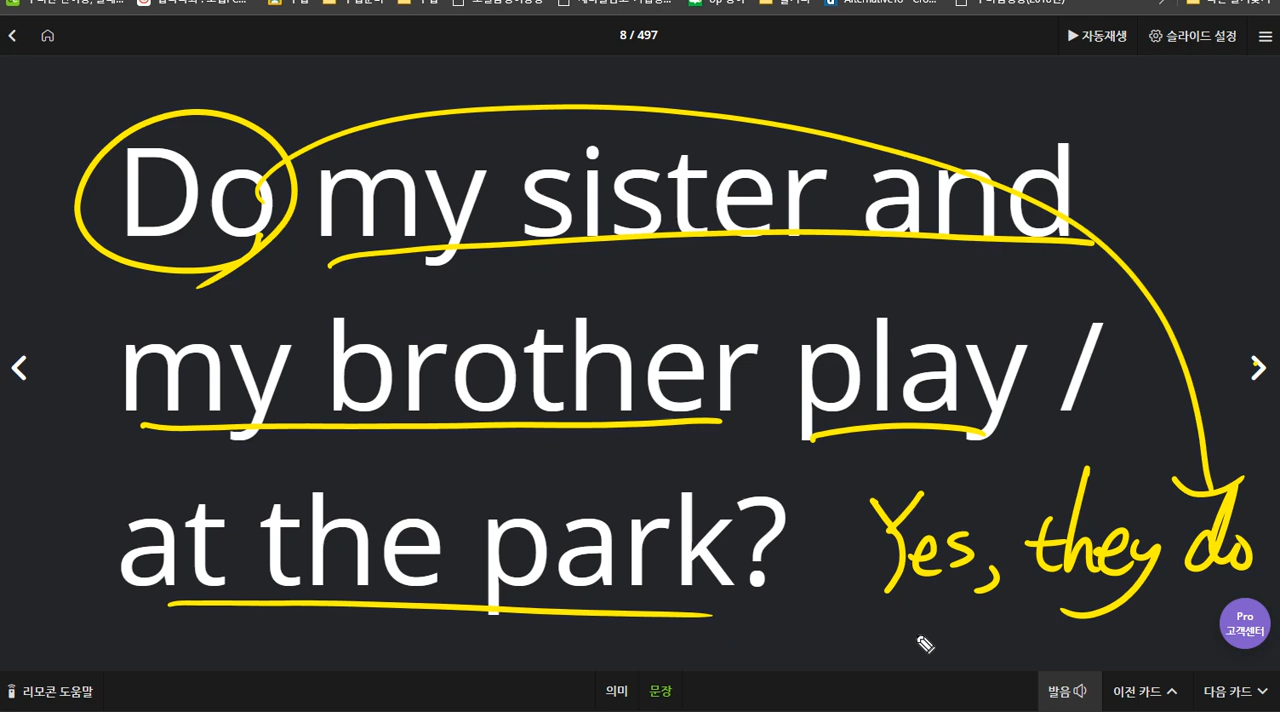 8 / 497
자동재생
슬라이드 설정
Do my sister and
my brother play /
at the park?
Yes, they do
Pro
고객센터
리모콘 도움말
의미
문장
발음
이전 카드
다음 카드